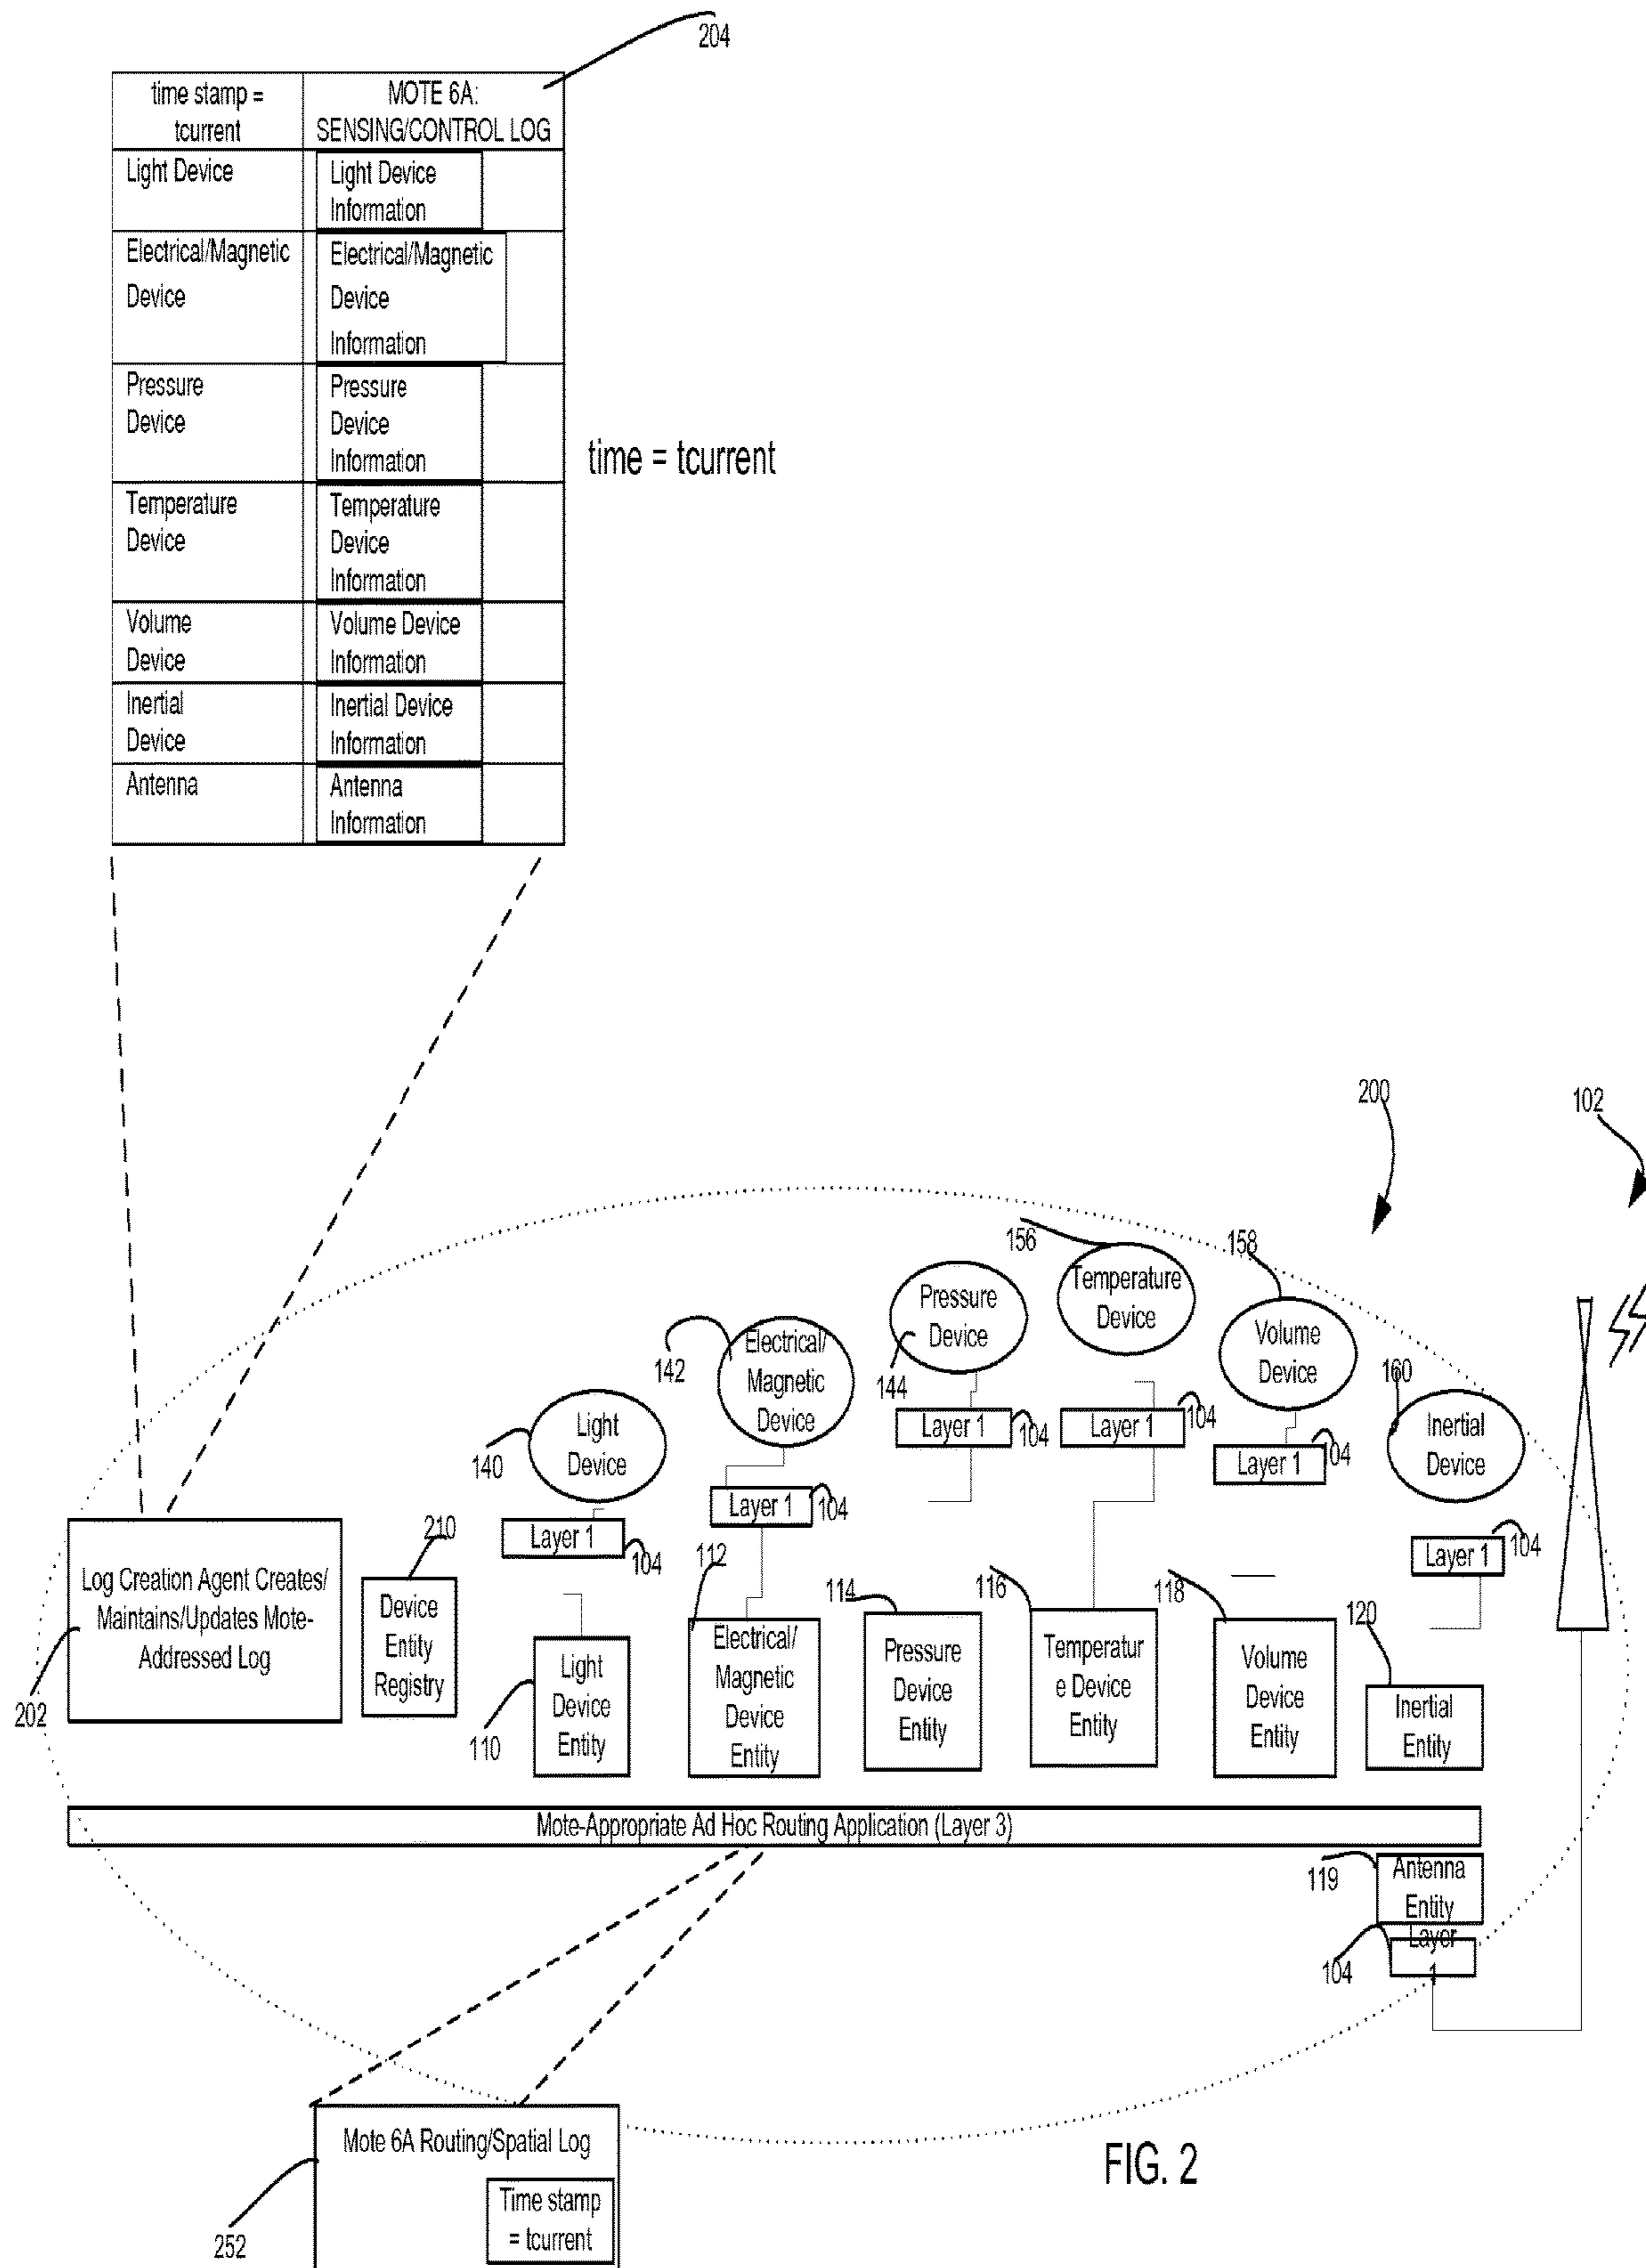 204
time stamp =
tcurrent
MOTE 6A:
SENSING/CONTROL LOG
Light Device
Light Device
Information
Electrical/Magnetic
Device
Electrical/Magnetic
Device
Information
Pressure
Device
Pressure
Device
Information
time = tcurrent
Temperature
Device
Temperature
Device
Information
Volume
Device
Volume Device
Information
Inertial
Device
Inertial Device
Information
Antenna
Antenna
Information
200
102
156
Temperature
Device
158
Pressure
Device
144
Volume
Device
142
Electrical/
Magnetic
Device
160
Inertial
Device
140
Light
Device
Layer 1
104
Layer 1
104
Layer 1
104
Layer 1
104
Layer 1
104
Layer 1
104
Log Creation Agent Creates/
Maintains/Updates Mote-
Addressed Log
202
210
Device
Entity
Registry
110
Light
Device
Entity
112
Electrical/
Magnetic
Device
Entity
114
Pressure
Device
Entity
116
Temperatur
e Device
Entity
118
Volume
Device
Entity
120
Inertial
Entity
Mote-Appropriate Ad Hoc Routing Application (Layer 3)
119
Antenna
Entity
104
Layer
1
Mote 6A Routing/Spatial Log
Time stamp
= tcurrent
252
FIG. 2